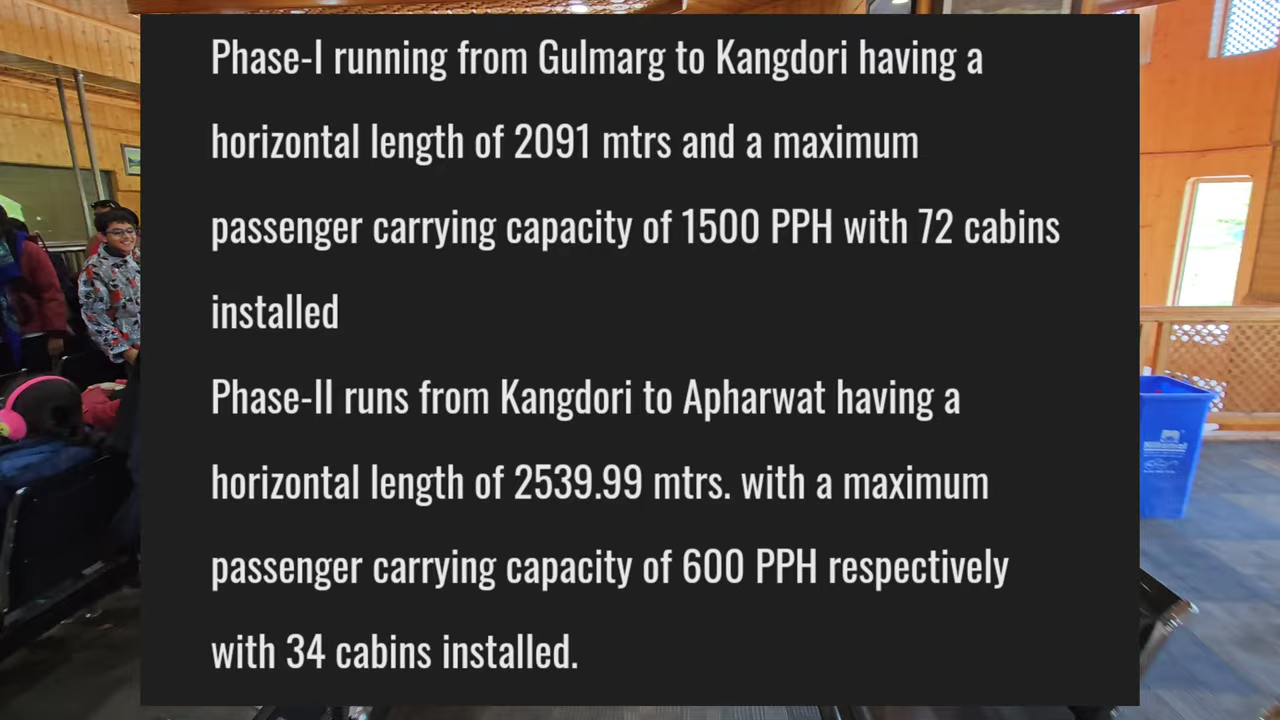 Phase-I running from Gulmarg to Kangdori having a
horizontal length of 2091 mtrs and a maximum
passenger carrying capacity of 1500 PPH with 72 cabins
installed
Phase-II runs from Kangdori to Apharwat having a
horizontal length of 2539.99 mtrs. with a maximum
passenger carrying capacity of 600 PPH respectively
with 34 cabins installed.